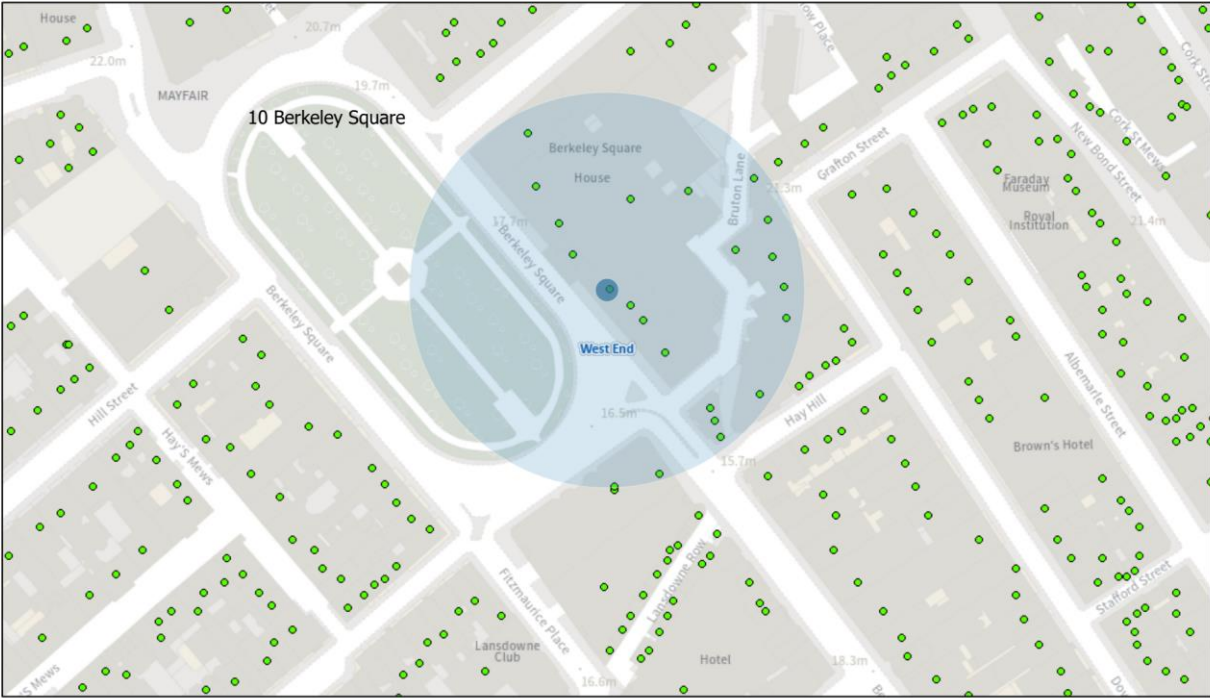 House
20.7m
22.0m
19.7m
MAYFAIR
10 Berkeley Square
Berkeley Square
House
Cork St Mews
New Bond Street
Grafton Street
Bruton Lane
21.3m
Faraday
Museum
Royal
Institution
21.4m
17.7m
Berkeley Square
Berkeley Square
West End
Albemarle Street
Hill Street
Hay'S Mews
16.5m
Hay Hill
15.7m
Brown's Hotel
Lansdowne Row
Fitzmaurice Place
Stafford Street
Lansdowne
Club
Hotel
18.3m
16.6m
'S Mews